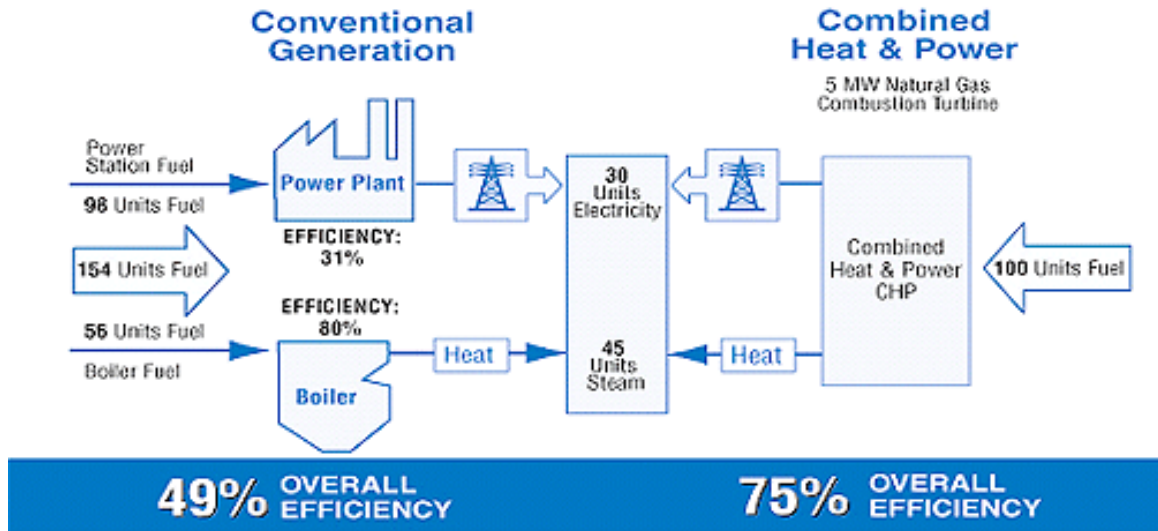 Conventional
Generation
Combined
Heat & Power
5 MW Natural Gas
Combustion Turbine
Power
Station Fuel
98 Units Fuel
Power Plant
EFFICIENCY:
31%
154 Units Fuel
56 Units Fuel
Boiler Fuel
EFFICIENCY:
80%
Boiler
Heat
30
Units
Electricity
45
Units
Steam
Heat
Combined
Heat & Power
CHP
100 Units Fuel
49% OVERALL
EFFICIENCY
75% OVERALL
EFFICIENCY